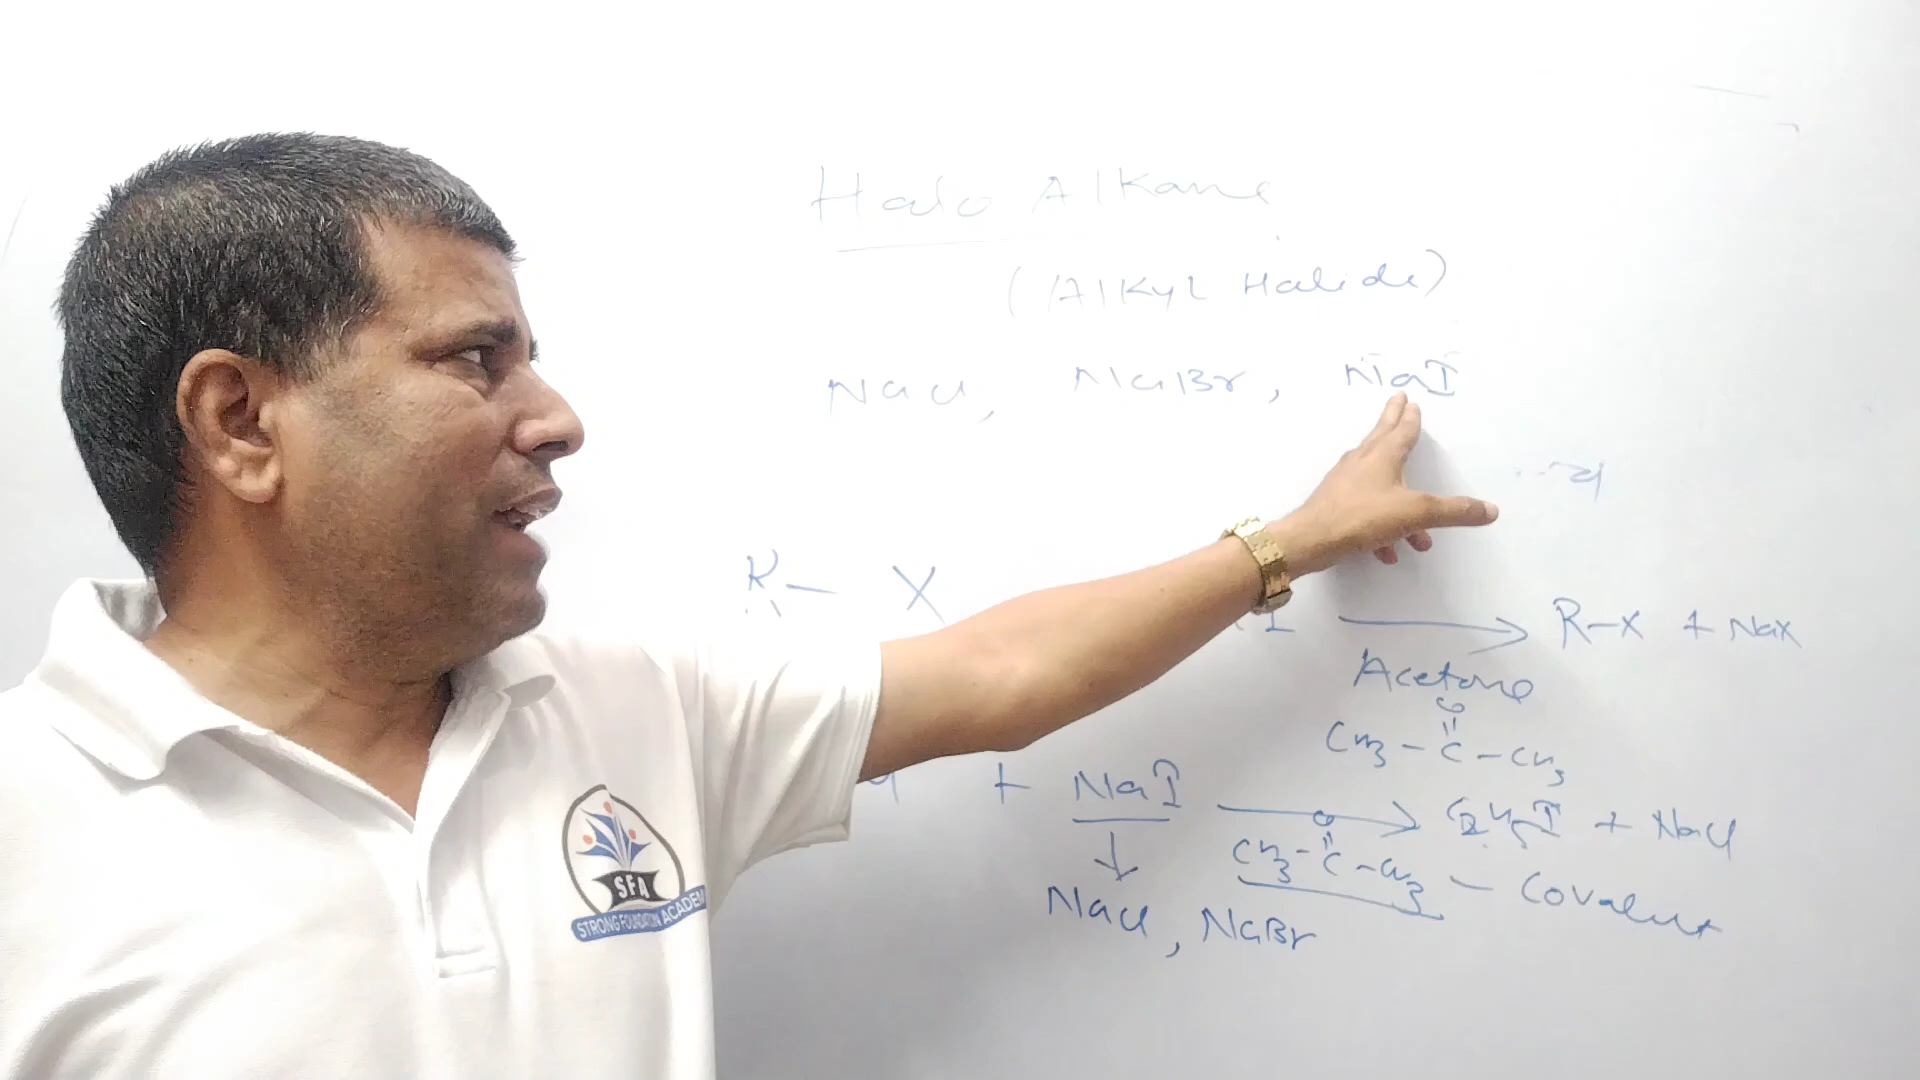 Halo Alkane
(Alkyl Halide)
NaCl, NaBr, NaI
R – X
I → R–X + NaX
Acetone
O
CH3 – C – CH3
+ NaI → C2H5I + NaCl
O
CH3 – C – CH3 – Covalent
NaCl, NaBr
SFA
STRONG FOUNDATION ACADEM